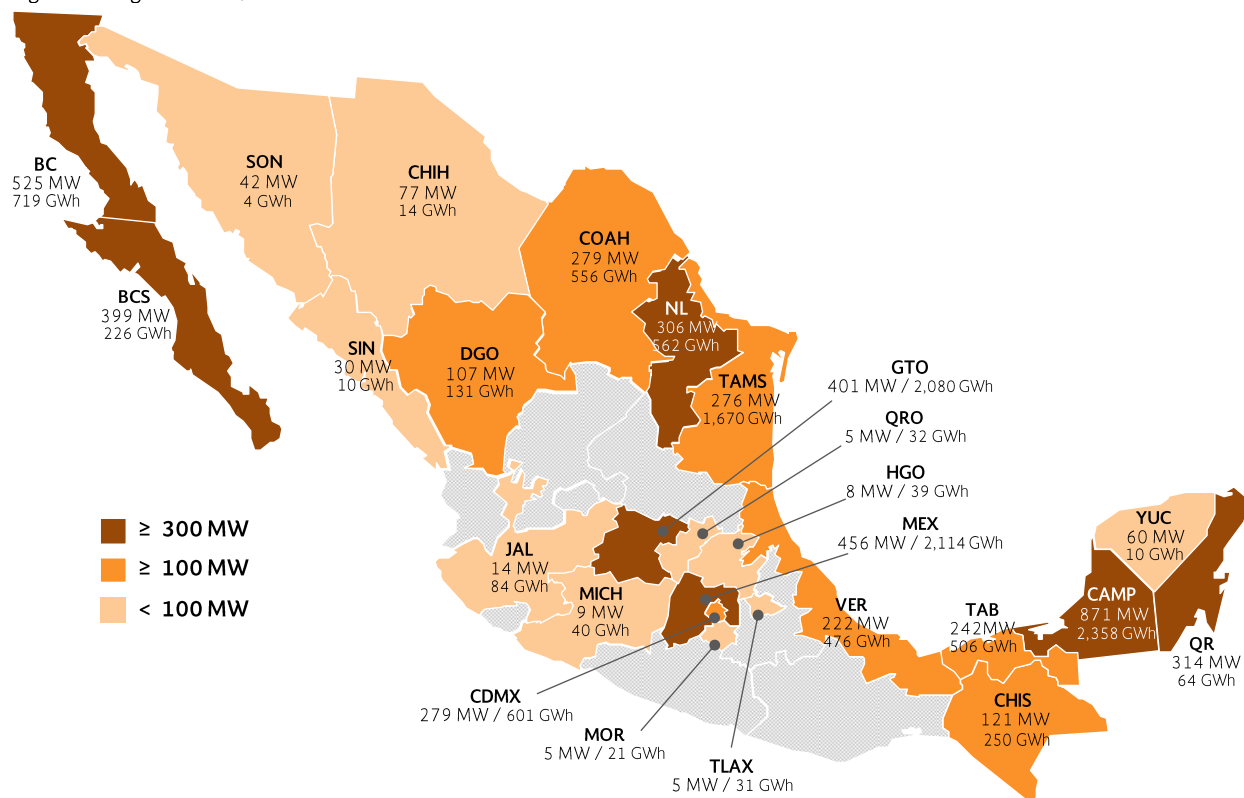 BC
525 MW
719 GWh
SON
42 MW
4 GWh
CHIH
77 MW
14 GWh
COAH
279 MW
556 GWh
BCS
399 MW
226 GWh
NL
306 MW
562 GWh
SIN
30 MW
10 GWh
DGO
107 MW
131 GWh
TAMS
276 MW
1,670 GWh
GTO
401 MW / 2,080 GWh
QRO
5 MW / 32 GWh
HGO
8 MW / 39 GWh
MEX
456 MW / 2,114 GWh
≥ 300 MW
≥ 100 MW
< 100 MW
JAL
14 MW
84 GWh
MICH
9 MW
40 GWh
YUC
60 MW
10 GWh
CAMP
871 MW
2,358 GWh
VER
222 MW
476 GWh
TAB
242MW
506 GWh
QR
314 MW
64 GWh
CHIS
121 MW
250 GWh
CDMX
279 MW / 601 GWh
MOR
5 MW / 21 GWh
TLAX
5 MW / 31 GWh